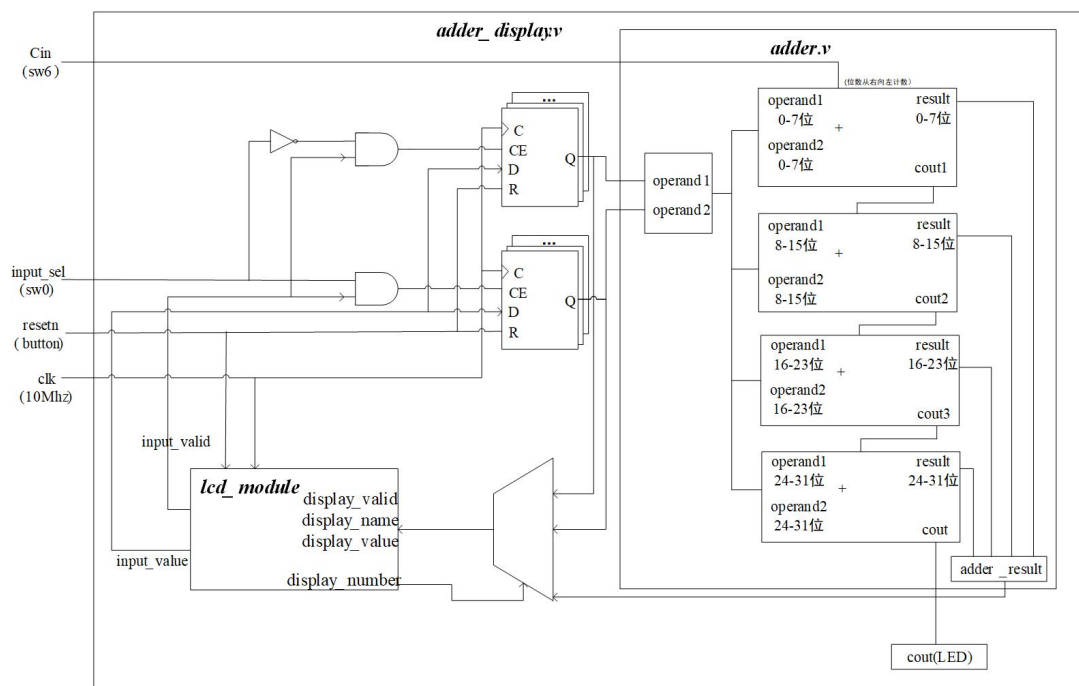 adder_display.v
adder.v
Cin
(sw6)
(位数从右向左计数)
operand1
0-7位
+
operand2
0-7位
result
0-7位
cout1
...
C
CE
D
R
Q
operand1
operand2
operand1
8-15位
+
operand2
8-15位
result
8-15位
cout2
input_sel
(sw0)
...
C
CE
D
R
Q
resetn
(button)
clk
(10Mhz)
operand1
16-23位
+
operand2
16-23位
result
16-23位
cout3
input_valid
operand1
24-31位
+
operand2
24-31位
result
24-31位
cout
lcd_module
display_valid
display_name
display_value
display_number
input_value
adder _result
cout(LED)